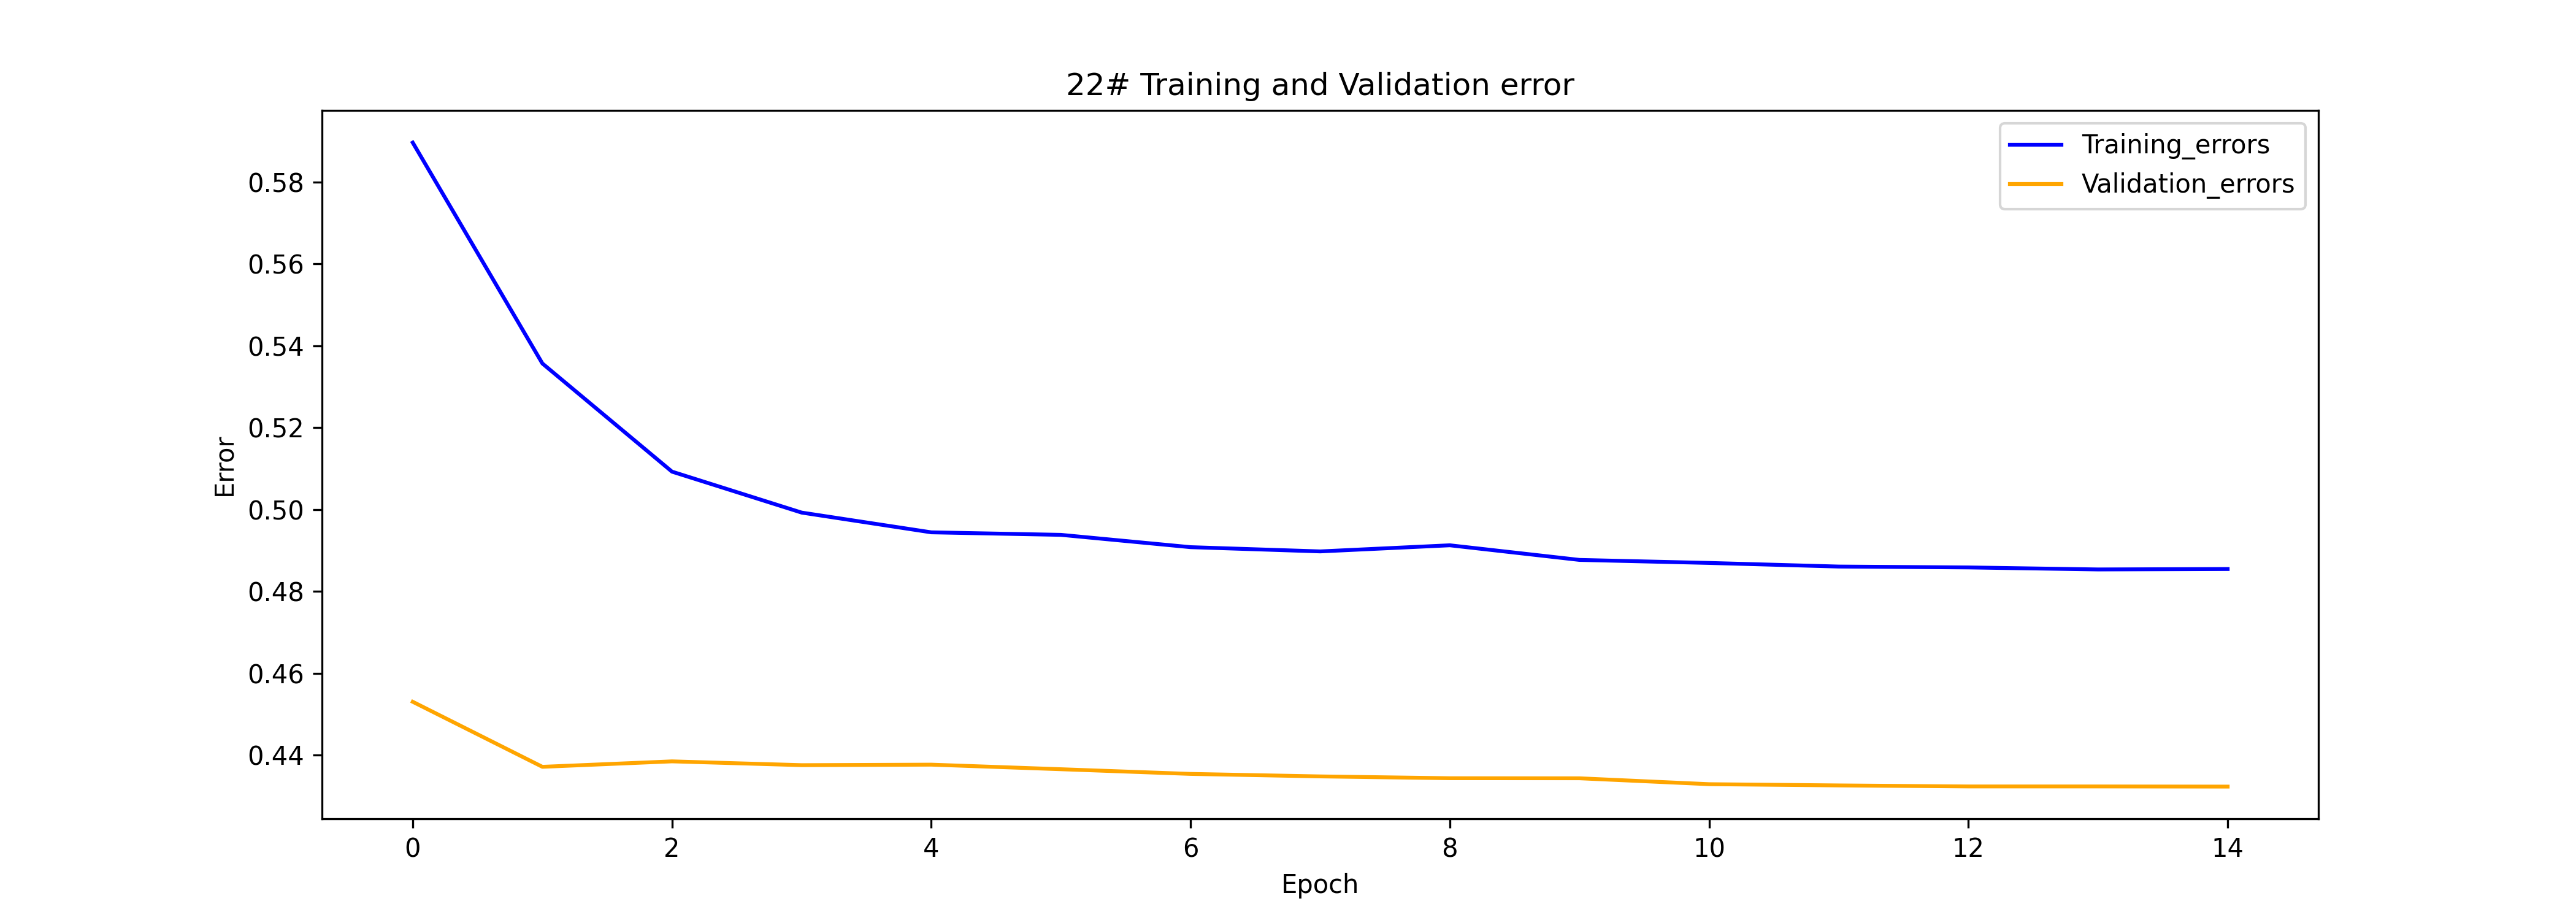 22# Training and Validation error
Training_errors
Validation_errors
0.58
0.56
0.54
0.52
0.50
0.48
0.46
0.44
Error
0 2 4 6 8 10 12 14
Epoch